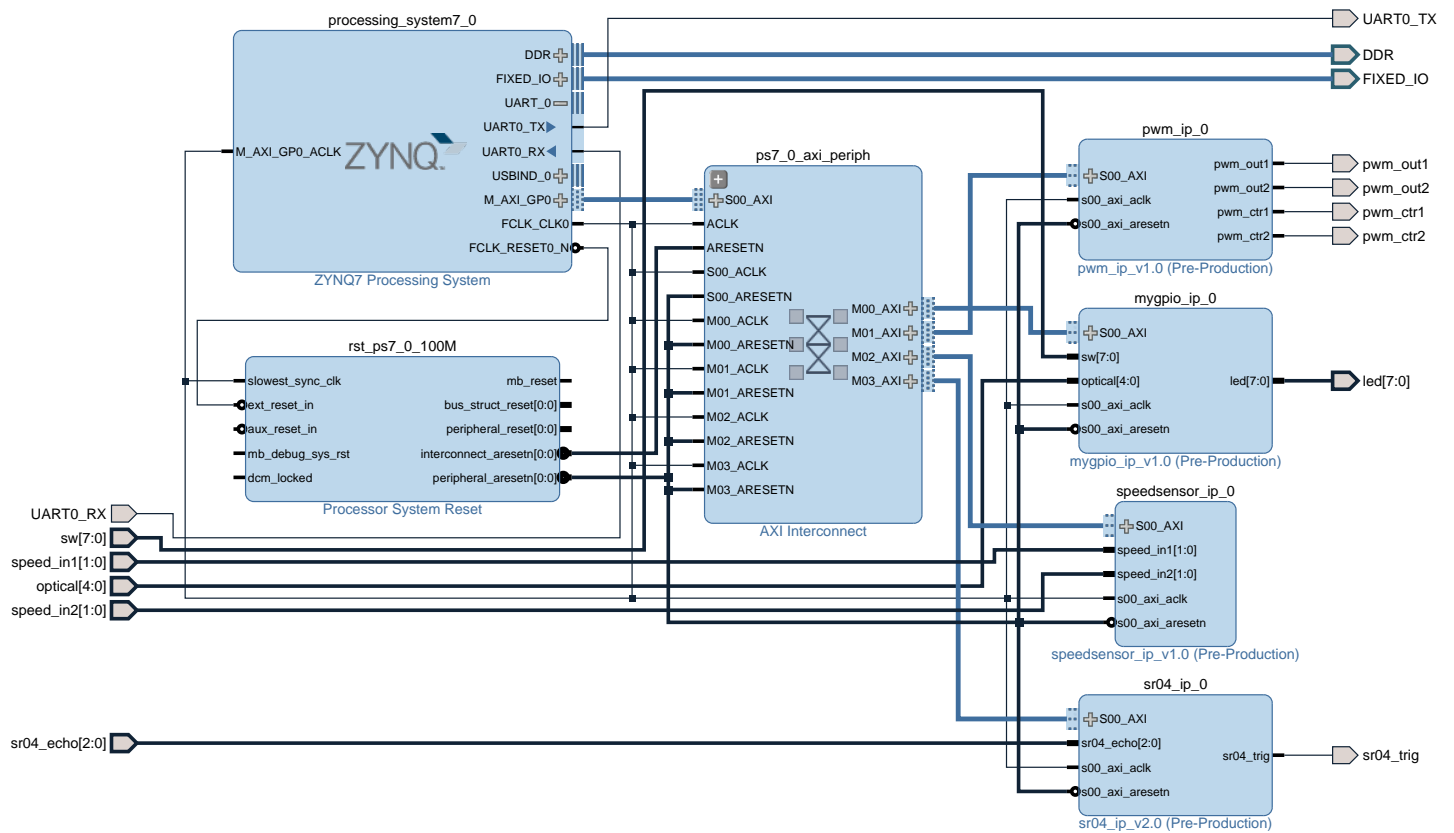 processing_system7_0
DDR
FIXED_IO
UART_0
UART0_TX
UART0_RX
USBIND_0
M_AXI_GP0
FCLK_CLK0
FCLK_RESET0_N
M_AXI_GP0_ACLK
ZYNQ
ZYNQ7 Processing System
rst_ps7_0_100M
slowest_sync_clk
ext_reset_in
aux_reset_in
mb_debug_sys_rst
dcm_locked
mb_reset
bus_struct_reset[0:0]
peripheral_reset[0:0]
interconnect_aresetn[0:0]
peripheral_aresetn[0:0]
Processor System Reset
UART0_RX
sw[7:0]
speed_in1[1:0]
optical[4:0]
speed_in2[1:0]
sr04_echo[2:0]
ps7_0_axi_periph
S00_AXI
ACLK
ARESETN
S00_ACLK
S00_ARESETN
M00_ACLK
M00_ARESETN
M01_ACLK
M01_ARESETN
M02_ACLK
M02_ARESETN
M03_ACLK
M03_ARESETN
M00_AXI
M01_AXI
M02_AXI
M03_AXI
AXI Interconnect
pwm_ip_0
S00_AXI
s00_axi_aclk
s00_axi_aresetn
pwm_out1
pwm_out2
pwm_ctr1
pwm_ctr2
pwm_ip_v1.0 (Pre-Production)
mygpio_ip_0
S00_AXI
sw[7:0]
optical[4:0]
s00_axi_aclk
s00_axi_aresetn
led[7:0]
mygpio_ip_v1.0 (Pre-Production)
speedsensor_ip_0
S00_AXI
speed_in1[1:0]
speed_in2[1:0]
s00_axi_aclk
s00_axi_aresetn
speedsensor_ip_v1.0 (Pre-Production)
sr04_ip_0
S00_AXI
sr04_echo[2:0]
s00_axi_aclk
s00_axi_aresetn
sr04_trig
sr04_ip_v2.0 (Pre-Production)
UART0_TX
DDR
FIXED_IO
pwm_out1
pwm_out2
pwm_ctr1
pwm_ctr2
led[7:0]
sr04_trig